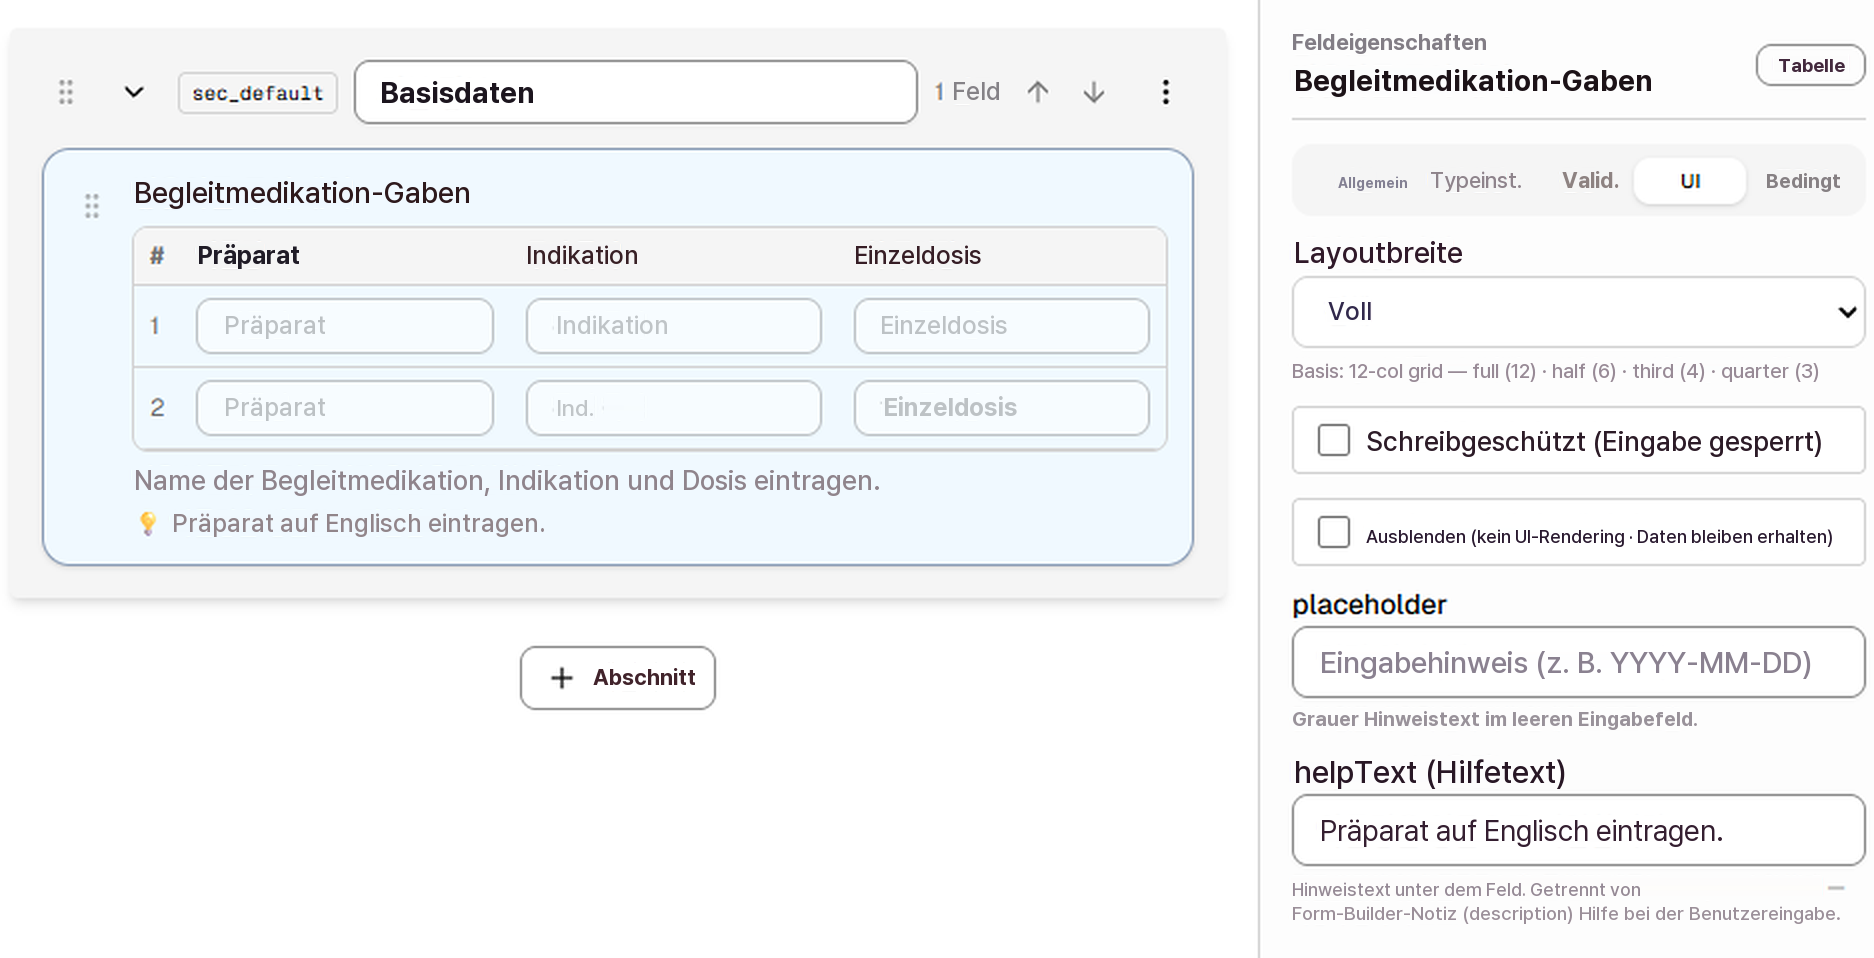 sec_default Basisdaten 1 Feld
Begleitmedikation-Gaben
# Präparat Indikation Einzeldosis
1 Präparat Indikation Einzeldosis
2 Präparat Ind. Einzeldosis
Name der Begleitmedikation, Indikation und Dosis eintragen.
💡 Präparat auf Englisch eintragen.
+ Abschnitt
Feldeigenschaften
Begleitmedikation-Gaben
Tabelle
Allgemein Typeinst. Valid. UI Bedingt
Layoutbreite
Voll
Basis: 12-col grid — full (12) · half (6) · third (4) · quarter (3)
Schreibgeschützt (Eingabe gesperrt)
Ausblenden (kein UI-Rendering · Daten bleiben erhalten)
placeholder
Eingabehinweis (z. B. YYYY-MM-DD)
Grauer Hinweistext im leeren Eingabefeld.
helpText (Hilfetext)
Präparat auf Englisch eintragen.
Hinweistext unter dem Feld. Getrennt von
Form-Builder-Notiz (description) Hilfe bei der Benutzereingabe.